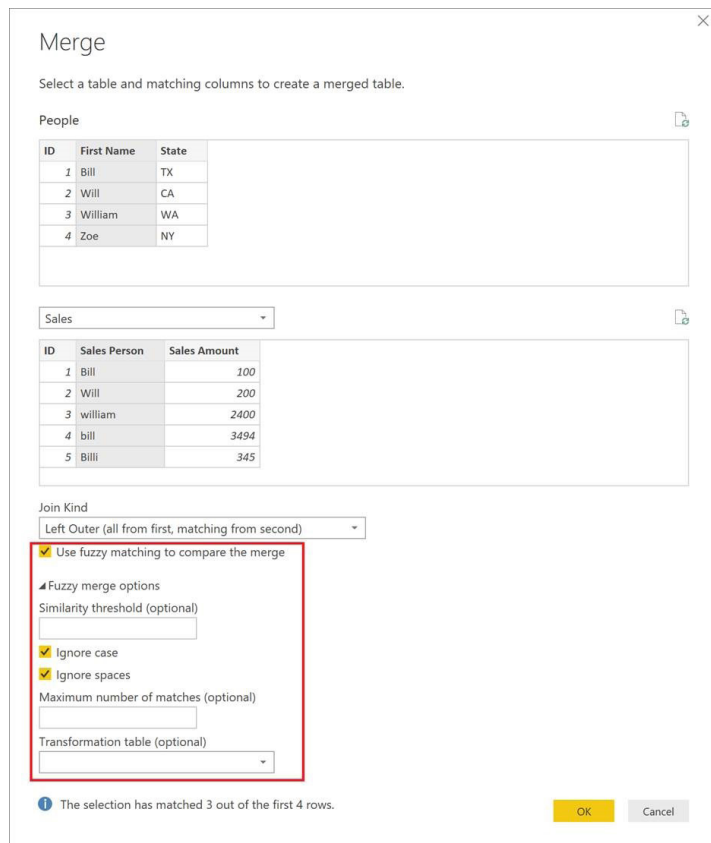 Merge
Select a table and matching columns to create a merged table.
People
ID First Name State
1 Bill TX
2 Will CA
3 William WA
4 Zoe NY
Sales
ID Sales Person Sales Amount
1 Bill 100
2 Will 200
3 william 2400
4 bill 3494
5 Billi 345
Join Kind
Left Outer (all from first, matching from second)
Use fuzzy matching to compare the merge
Fuzzy merge options
Similarity threshold (optional)
Ignore case
Ignore spaces
Maximum number of matches (optional)
Transformation table (optional)
The selection has matched 3 out of the first 4 rows.
OK Cancel